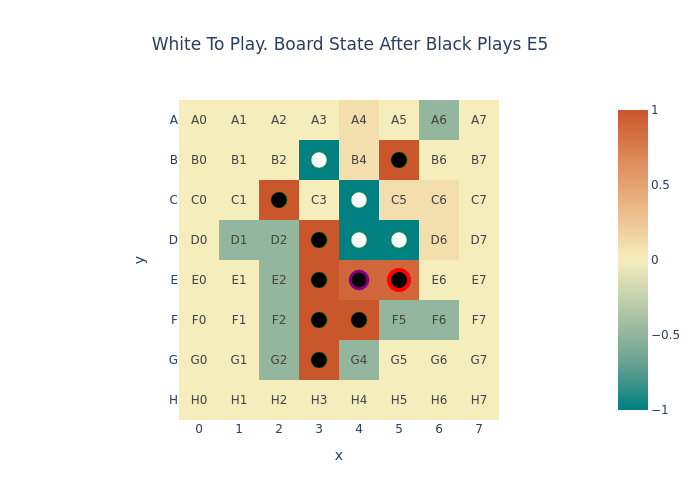 White To Play. Board State After Black Plays E5
A A0 A1 A2 A3 A4 A5 A6 A7 1
B B0 B1 B2 B4 B6 B7
C C0 C1 C3 C5 C6 C7 0.5
D D0 D1 D2 D6 D7 0
y
E E0 E1 E2 E6 E7
F F0 F1 F2 F5 F6 F7 −0.5
G G0 G1 G2 G4 G5 G6 G7
H H0 H1 H2 H3 H4 H5 H6 H7 −1
0 1 2 3 4 5 6 7
x